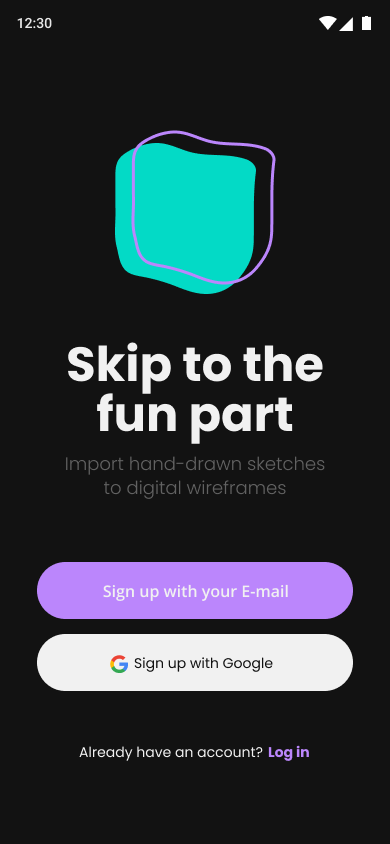 12:30
Skip to the
fun part
Import hand-drawn sketches
to digital wireframes
Sign up with your E-mail
Sign up with Google
Already have an account? Log in